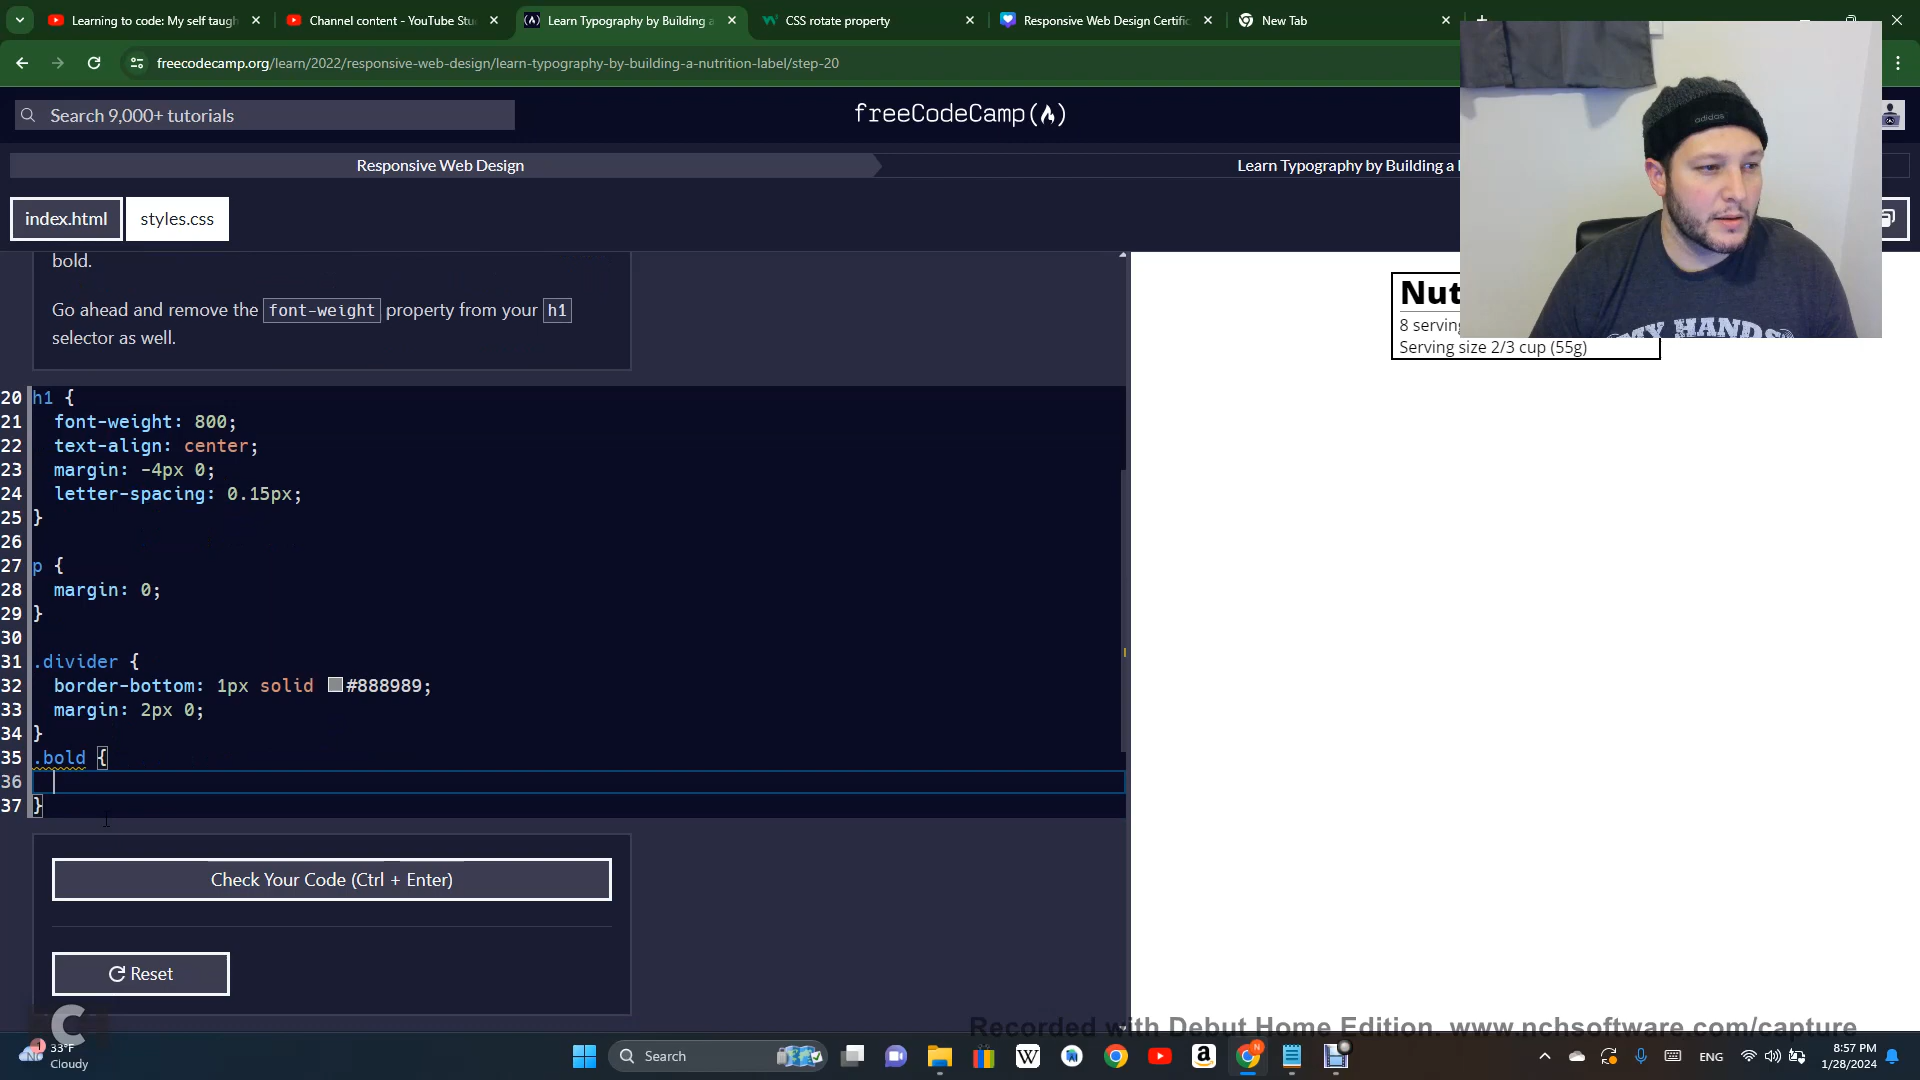 Learning to code: My self taugh
Channel content - YouTube Stu
Learn Typography by Building a
CSS rotate property
Responsive Web Design Certific
New Tab
freecodecamp.org/learn/2022/responsive-web-design/learn-typography-by-building-a-nutrition-label/step-20
Search 9,000+ tutorials
freeCodeCamp
Responsive Web Design
Learn Typography by Building a
index.html
styles.css
bold.
Go ahead and remove the font-weight property from your h1
selector as well.
20 h1 {
21 font-weight: 800;
22 text-align: center;
23 margin: -4px 0;
24 letter-spacing: 0.15px;
25 }
26
27 p {
28 margin: 0;
29 }
30
31 .divider {
32 border-bottom: 1px solid #888989;
33 margin: 2px 0;
34 }
35 .bold {
36
37 }
Check Your Code (Ctrl + Enter)
Reset
Nut
8 serving
Serving size 2/3 cup (55g)
adidas
MY HANDS
Recorded with Debut Home Edition. www.nchsoftware.com/capture
33°F
Cloudy
Search
ENG
8:57 PM
1/28/2024